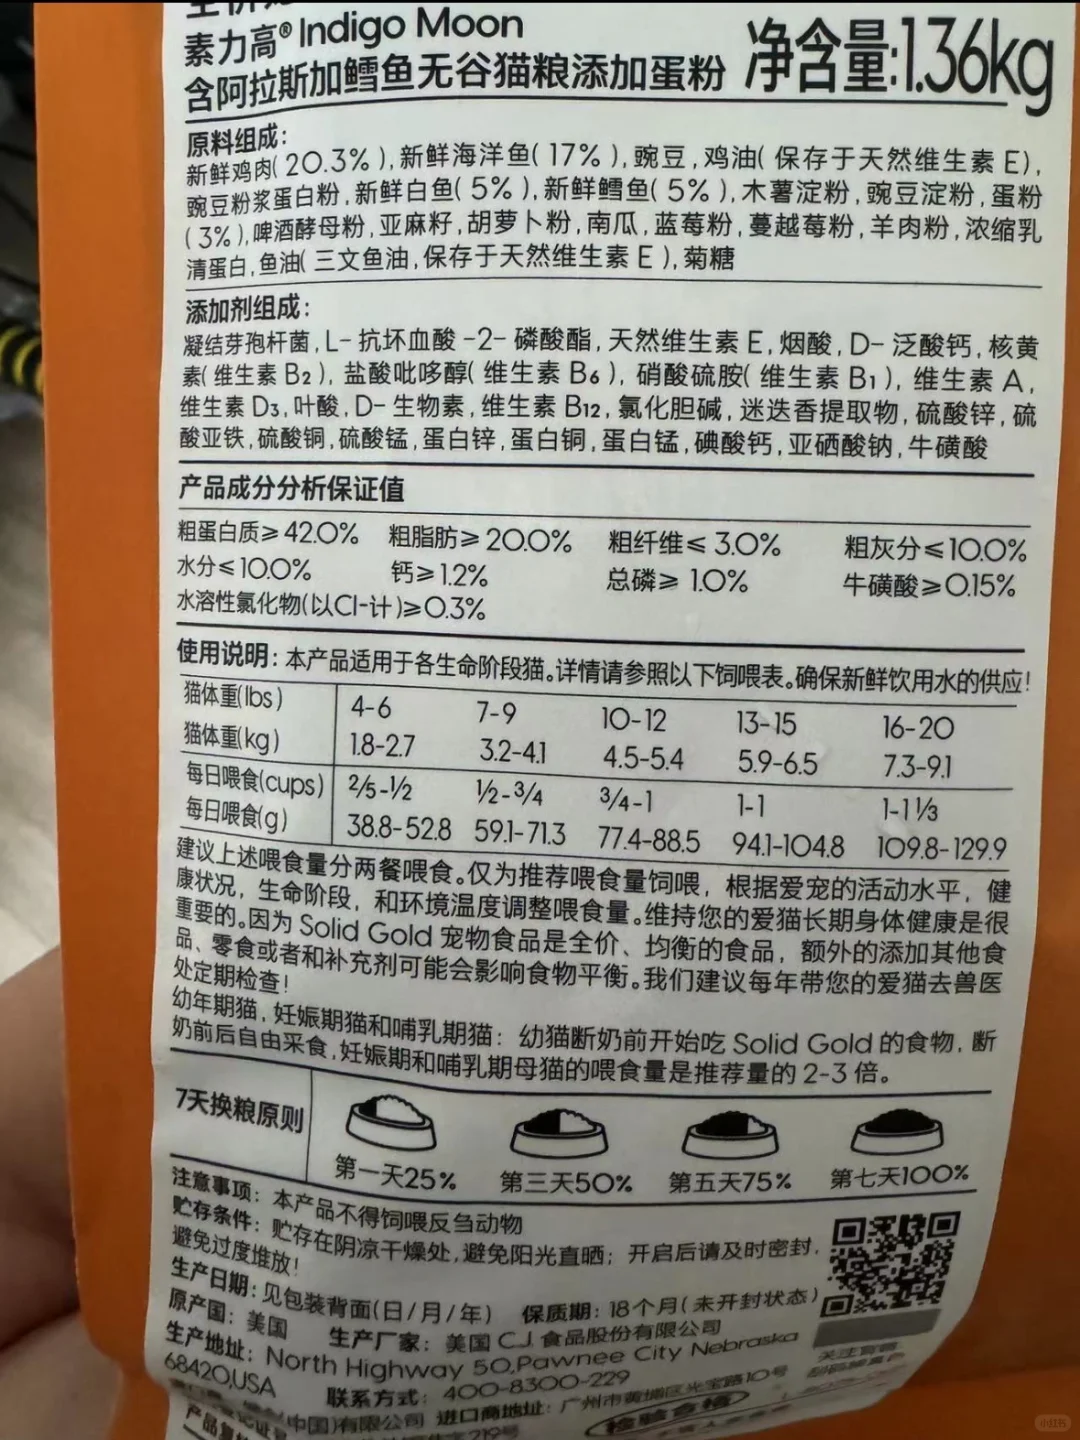 素力高® Indigo Moon
含阿拉斯加鳕鱼无谷猫粮添加蛋粉 净含量:1.36kg
原料组成:
新鲜鸡肉(20.3%),新鲜海洋鱼(17%),豌豆,鸡油(保存于天然维生素E),
豌豆粉浆蛋白粉,新鲜白鱼(5%),新鲜鳕鱼(5%),木薯淀粉,豌豆淀粉,蛋粉
(3%),啤酒酵母粉,亚麻籽,胡萝卜粉,南瓜,蓝莓粉,蔓越莓粉,羊肉粉,浓缩乳
清蛋白,鱼油(三文鱼油,保存于天然维生素E),菊糖
添加剂组成:
凝结芽孢杆菌,L-抗坏血酸-2-磷酸酯,天然维生素E,烟酸,D-泛酸钙,核黄
素(维生素B2),盐酸吡哆醇(维生素B6),硝酸硫胺(维生素B1),维生素A,
维生素D3,叶酸,D-生物素,维生素B12,氯化胆碱,迷迭香提取物,硫酸锌,硫
酸亚铁,硫酸铜,硫酸锰,蛋白锌,蛋白铜,蛋白锰,碘酸钙,亚硒酸钠,牛磺酸
产品成分分析保证值
粗蛋白质≥42.0% 粗脂肪≥20.0% 粗纤维≤3.0% 粗灰分≤10.0%
水分≤10.0% 钙≥1.2% 总磷≥1.0% 牛磺酸≥0.15%
水溶性氯化物(以Cl-计)≥0.3%
使用说明:本产品适用于各生命阶段猫。详情请参照以下饲喂表。确保新鲜饮用水的供应!
猫体重(lbs) 4-6 7-9 10-12 13-15 16-20
猫体重(kg) 1.8-2.7 3.2-4.1 4.5-5.4 5.9-6.5 7.3-9.1
每日喂食(cups) ⅖-½ ½-¾ ¾-1 1-1 1-1⅓
每日喂食(g) 38.8-52.8 59.1-71.3 77.4-88.5 94.1-104.8 109.8-129.9
建议上述喂食量分两餐喂食。仅为推荐喂食量饲喂，根据爱宠的活动水平，健
康状况，生命阶段，和环境温度调整喂食量。维持您的爱猫长期身体健康是很
重要的。因为Solid Gold宠物食品是全价、均衡的食品，额外的添加其他食
品、零食或者和补充剂可能会影响食物平衡。我们建议每年带您的爱猫去兽医
处定期检查!
幼年期猫,妊娠期猫和哺乳期猫：幼猫断奶前开始吃Solid Gold的食物,断
奶前后自由采食,妊娠期和哺乳期母猫的喂食量是推荐量的2-3倍。
7天换粮原则
第一天25% 第三天50% 第五天75% 第七天100%
注意事项：本产品不得饲喂反刍动物
贮存条件：贮存在阴凉干燥处,避免阳光直晒；开启后请及时密封,
避免过度堆放!
生产日期：见包装背面(日/月/年) 保质期：18个月(未开封状态)
原产国：美国 生产厂家：美国C.J.食品股份有限公司
生产地址：North Highway 50,Pawnee City Nebraska
68420,USA 联系方式：400-8300-229
(中国)有限公司 进口商地址：广州市黄埔区光宝路10号
219号
检验合格
小红书